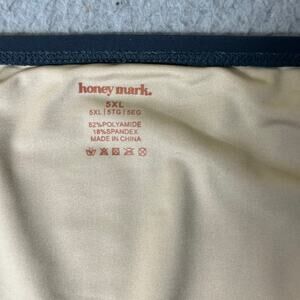 honey mark.
5XL
5XL | 5TG | 5EG
82%POLYAMIDE
18%SPANDEX
MADE IN CHINA